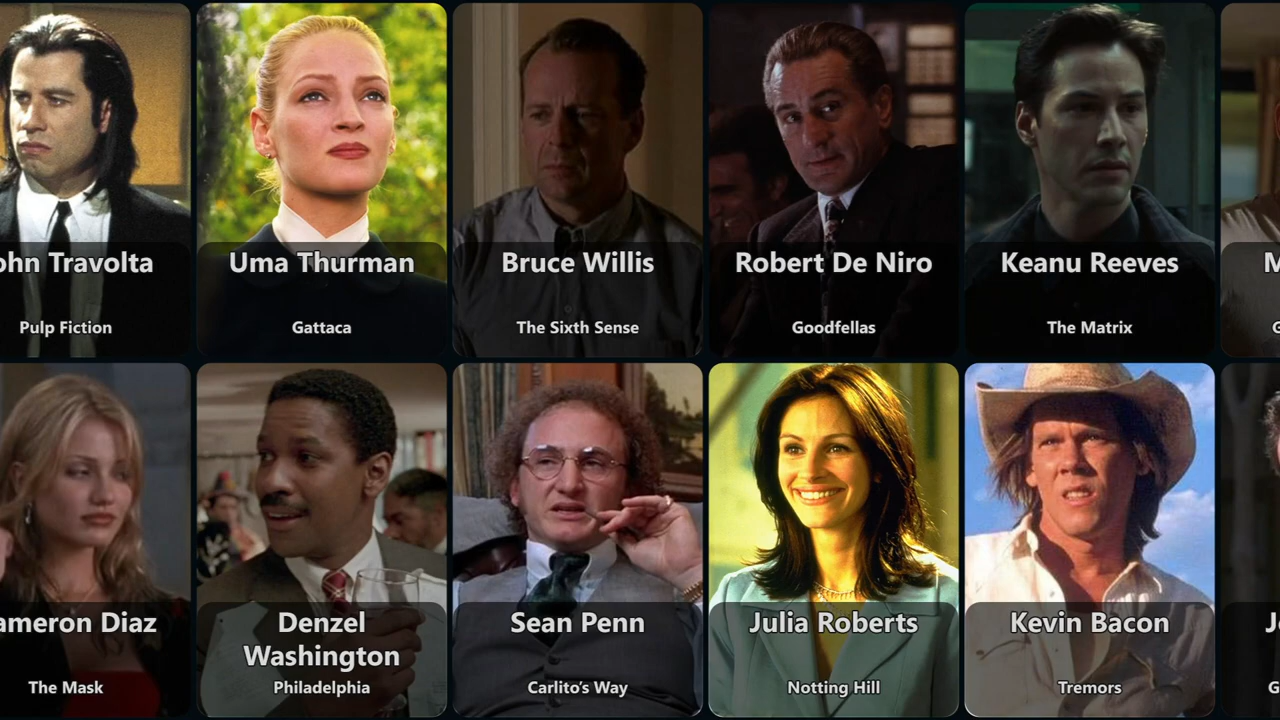 ohn Travolta
Pulp Fiction
Uma Thurman
Gattaca
Bruce Willis
The Sixth Sense
Robert De Niro
Goodfellas
Keanu Reeves
The Matrix
M
G
ameron Diaz
The Mask
Denzel
Washington
Philadelphia
Sean Penn
Carlito's Way
Julia Roberts
Notting Hill
Kevin Bacon
Tremors
J
G